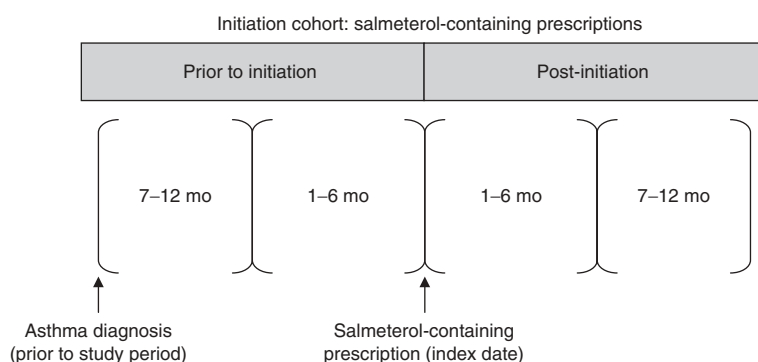 Initiation cohort: salmeterol-containing prescriptions
Prior to initiation
Post-initiation
7–12 mo
1–6 mo
1–6 mo
7–12 mo
Asthma diagnosis
(prior to study period)
Salmeterol-containing
prescription (index date)